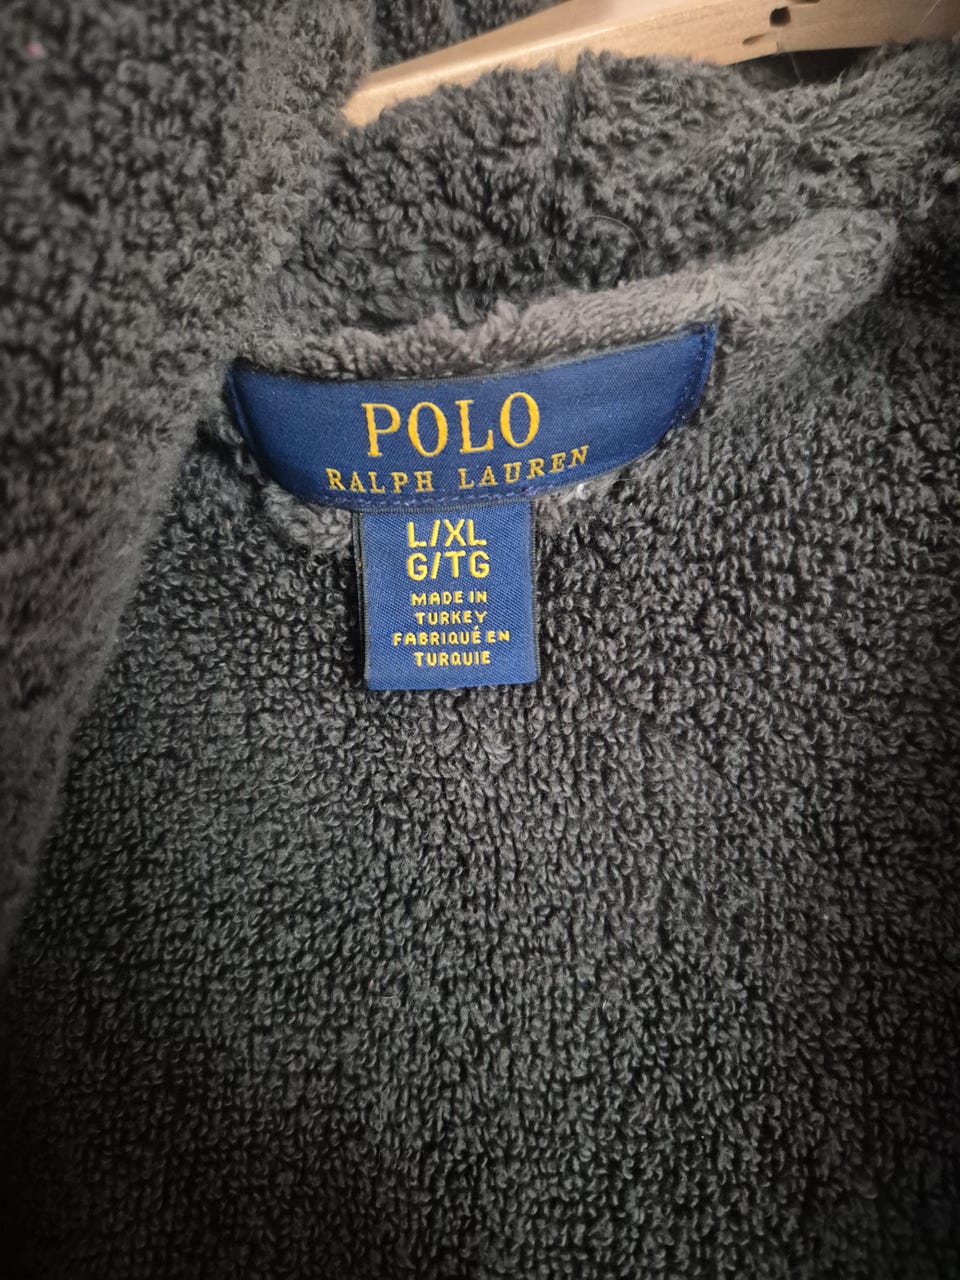 POLO
RALPH LAUREN
L/XL
G/TG
MADE IN
TURKEY
FABRIQUÉ EN
TURQUIE